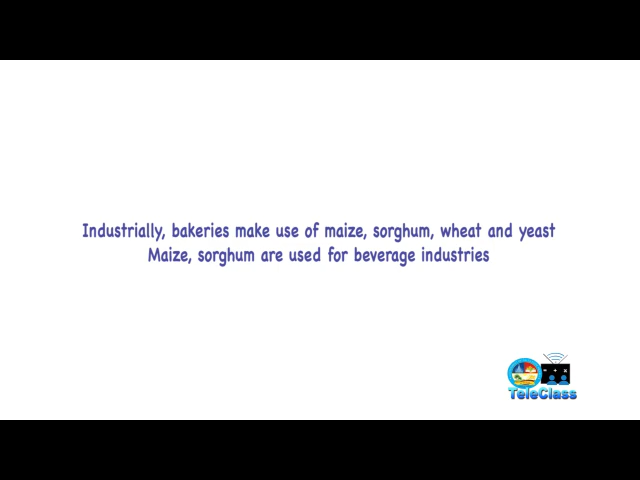 Industrially, bakeries make use of maize, sorghum, wheat and yeast
Maize, sorghum are used for beverage industries
TeleClass